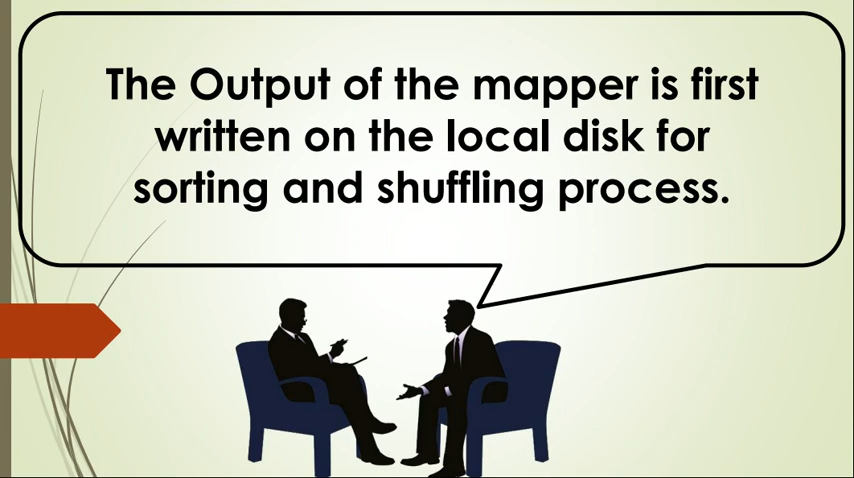 The Output of the mapper is first
written on the local disk for
sorting and shuffling process.